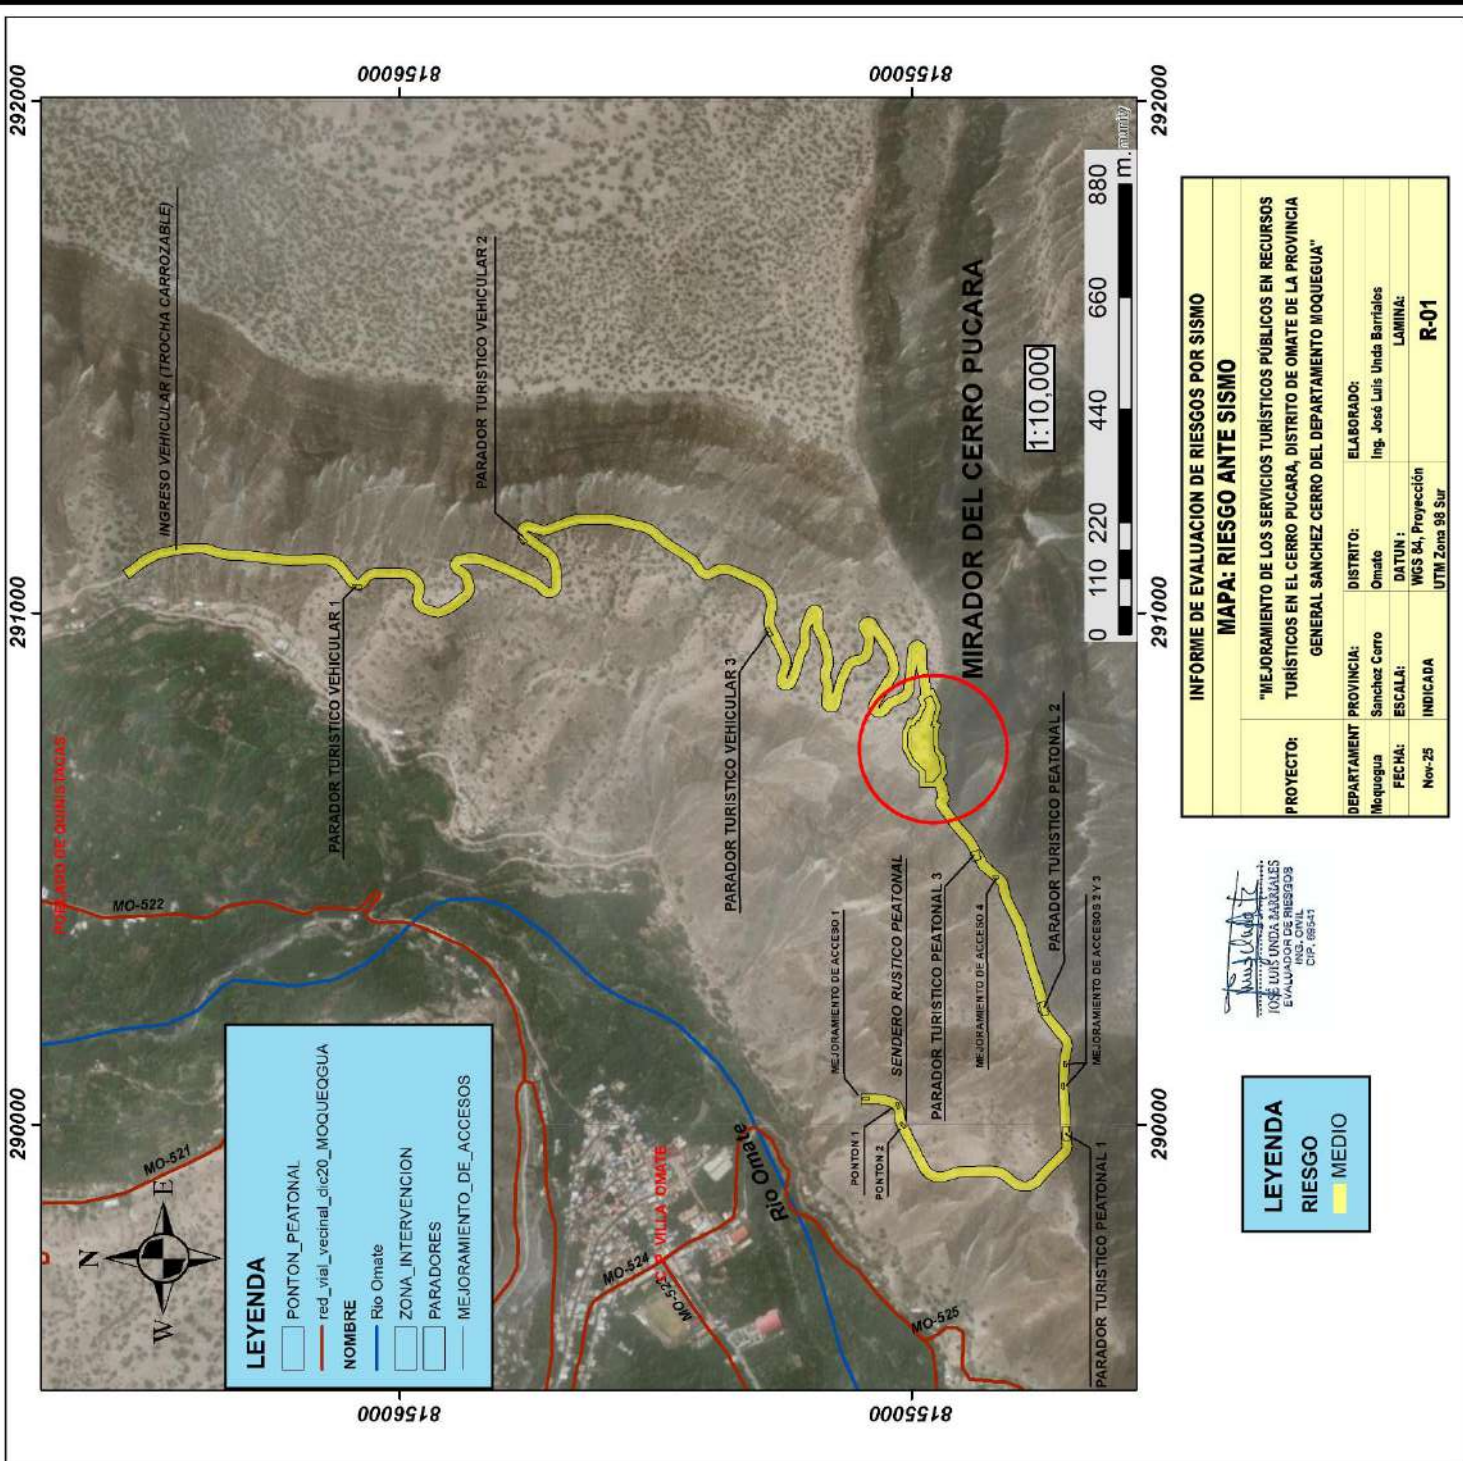 292000
291000
290000
8156000
8155000
8156000
8155000
292000
291000
290000
INGRESO VEHICULAR (TROCHA CARROZABLE)
PARADOR TURISTICO VEHICULAR 2
PARADOR TURISTICO VEHICULAR 1
PARADOR TURISTICO VEHICULAR 3
MIRADOR DEL CERRO PUCARA
POBLADO DE QUINISTACAS
MO-522
MO-521
MEJORAMIENTO DE ACCESO 1
SENDERO RUSTICO PEATONAL
PARADOR TURISTICO PEATONAL 3
MEJORAMIENTO DE ACCESO 4
PARADOR TURISTICO PEATONAL 2
MEJORAMIENTO DE ACCESOS 2 Y 3
PONTON 1
PONTON 2
PARADOR TURISTICO PEATONAL 1
Rio Omate
VILLA OMATE
MO-524
MO-525
1:10,000
0 110 220 440 660 880
m.
N
W
E
LEYENDA
PONTON_PEATONAL
red_vial_vecinal_dic20_MOQUEQGUA
NOMBRE
Rio Omate
ZONA_INTERVENCION
PARADORES
MEJORAMIENTO_DE_ACCESOS
INFORME DE EVALUACION DE RIESGOS POR SISMO
MAPA: RIESGO ANTE SISMO
PROYECTO:
"MEJORAMIENTO DE LOS SERVICIOS TURÍSTICOS PÚBLICOS EN RECURSOS
TURÍSTICOS EN EL CERRO PUCARA, DISTRITO DE OMATE DE LA PROVINCIA
GENERAL SANCHEZ CERRO DEL DEPARTAMENTO MOQUEGUA"
DEPARTAMENT
PROVINCIA:
DISTRITO:
ELABORADO:
Moquegua
Sanchez Cerro
Omate
Ing. José Luis Unda Barriales
FECHA:
ESCALA:
DATUN :
LAMINA:
Nov-25
INDICADA
WGS 84, Proyección
UTM Zona 98 Sur
R-01
JOSÉ LUIS UNDA BARRIALES
EVALUADOR DE RIESGOS
ING. CIVIL
CIP. 69541
LEYENDA
RIESGO
MEDIO